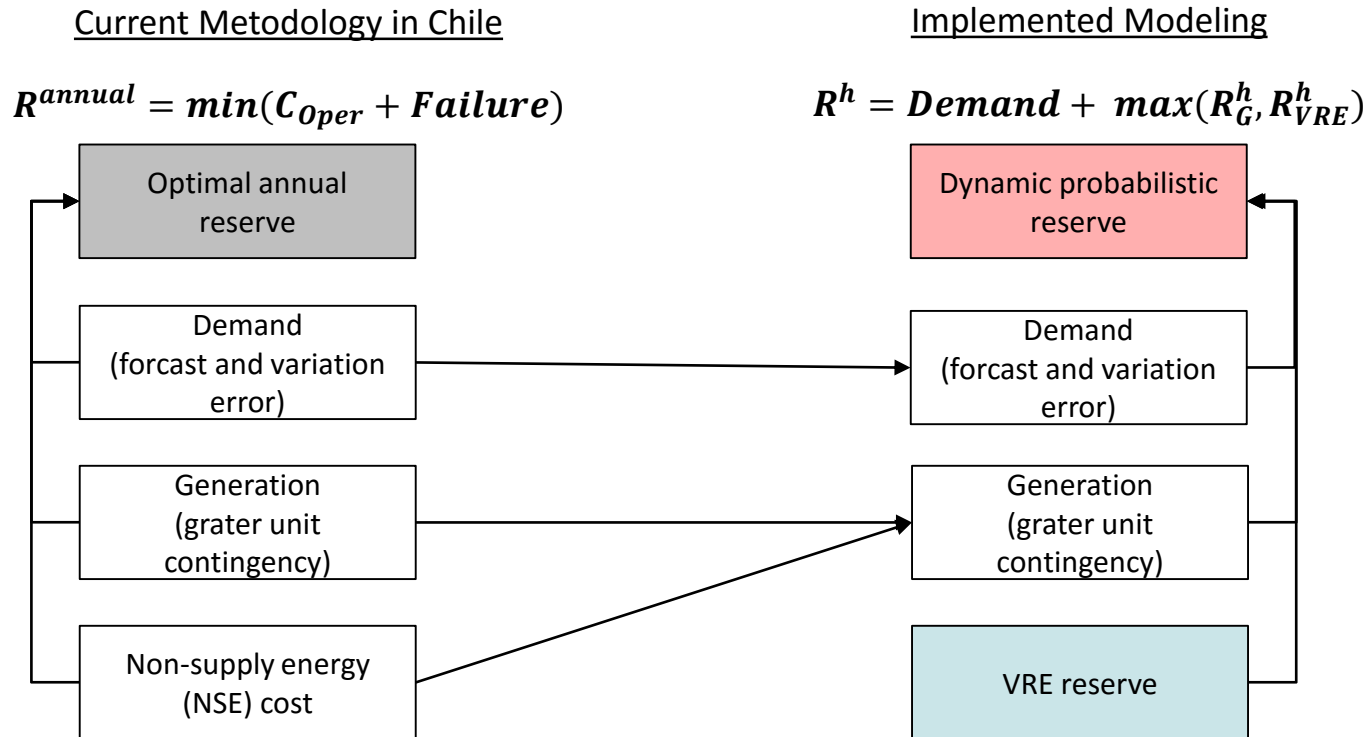 Current Metodology in Chile
R^annual = min(C_Oper + Failure)
Optimal annual
reserve
Demand
(forcast and variation
error)
Generation
(grater unit
contingency)
Non-supply energy
(NSE) cost
Implemented Modeling
R^h = Demand + max(R_G^h, R_VRE^h)
Dynamic probabilistic
reserve
Demand
(forcast and variation
error)
Generation
(grater unit
contingency)
VRE reserve